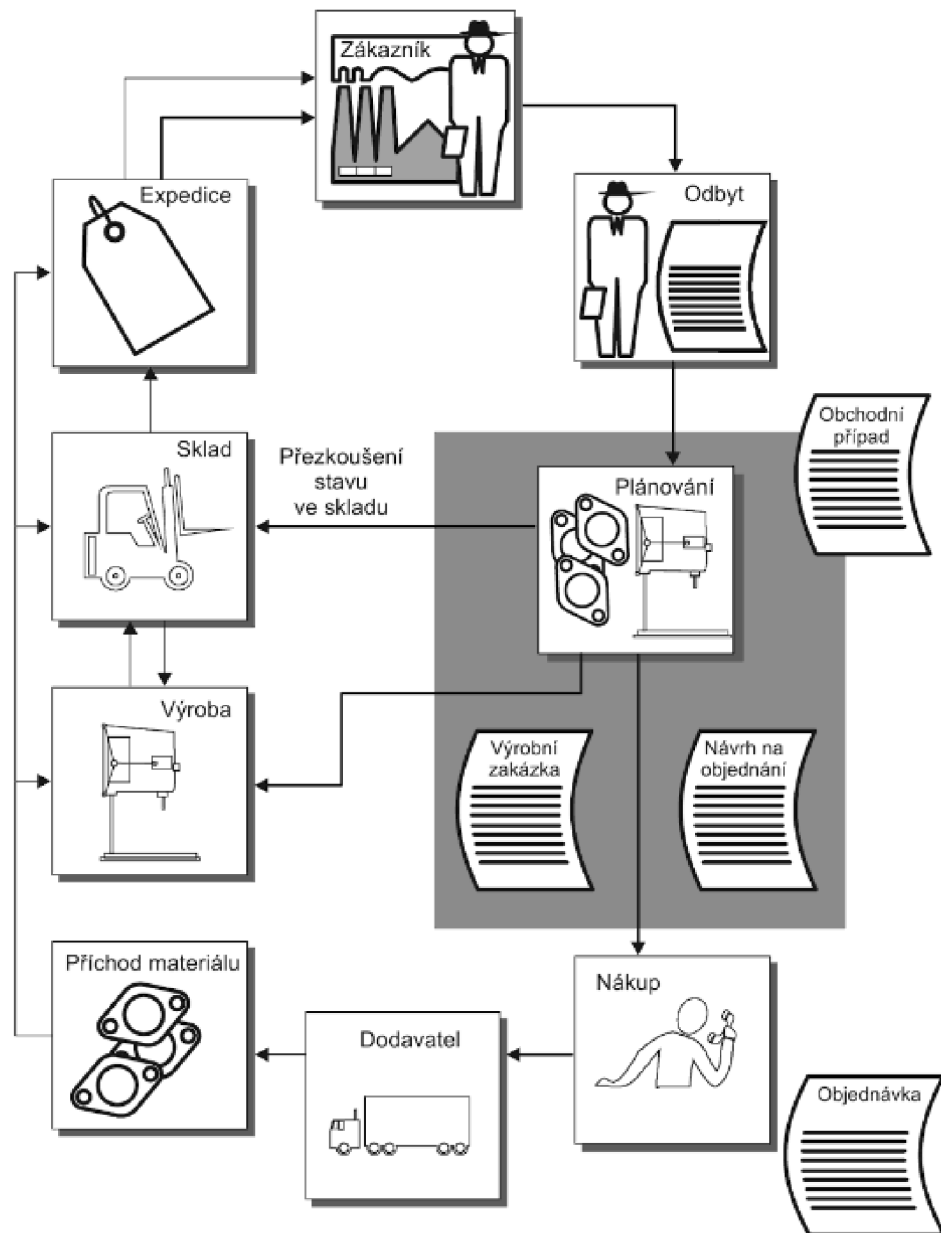 Zákazník
Expedice
Odbyt
Obchodní
případ
Sklad
Přezkoušení
stavu
ve skladu
Plánování
Výroba
Výrobní
zakázka
Návrh na
objednání
Příchod materiálu
Nákup
Dodavatel
Objednávka